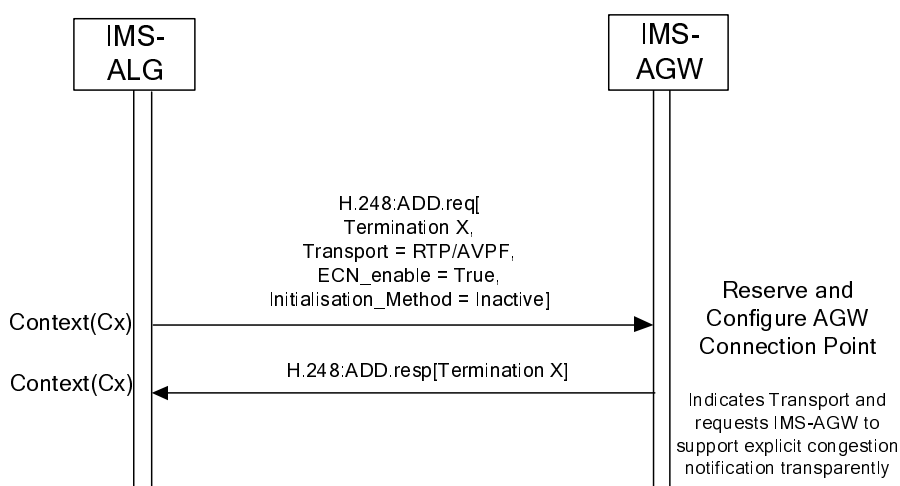 IMS-
ALG
IMS-
AGW
H.248:ADD.req[
Termination X,
Transport = RTP/AVPF,
ECN_enable = True,
Initialisation_Method = Inactive]
Context(Cx)
Reserve and
Configure AGW
Connection Point
H.248:ADD.resp[Termination X]
Context(Cx)
Indicates Transport and
requests IMS-AGW to
support explicit congestion
notification transparently